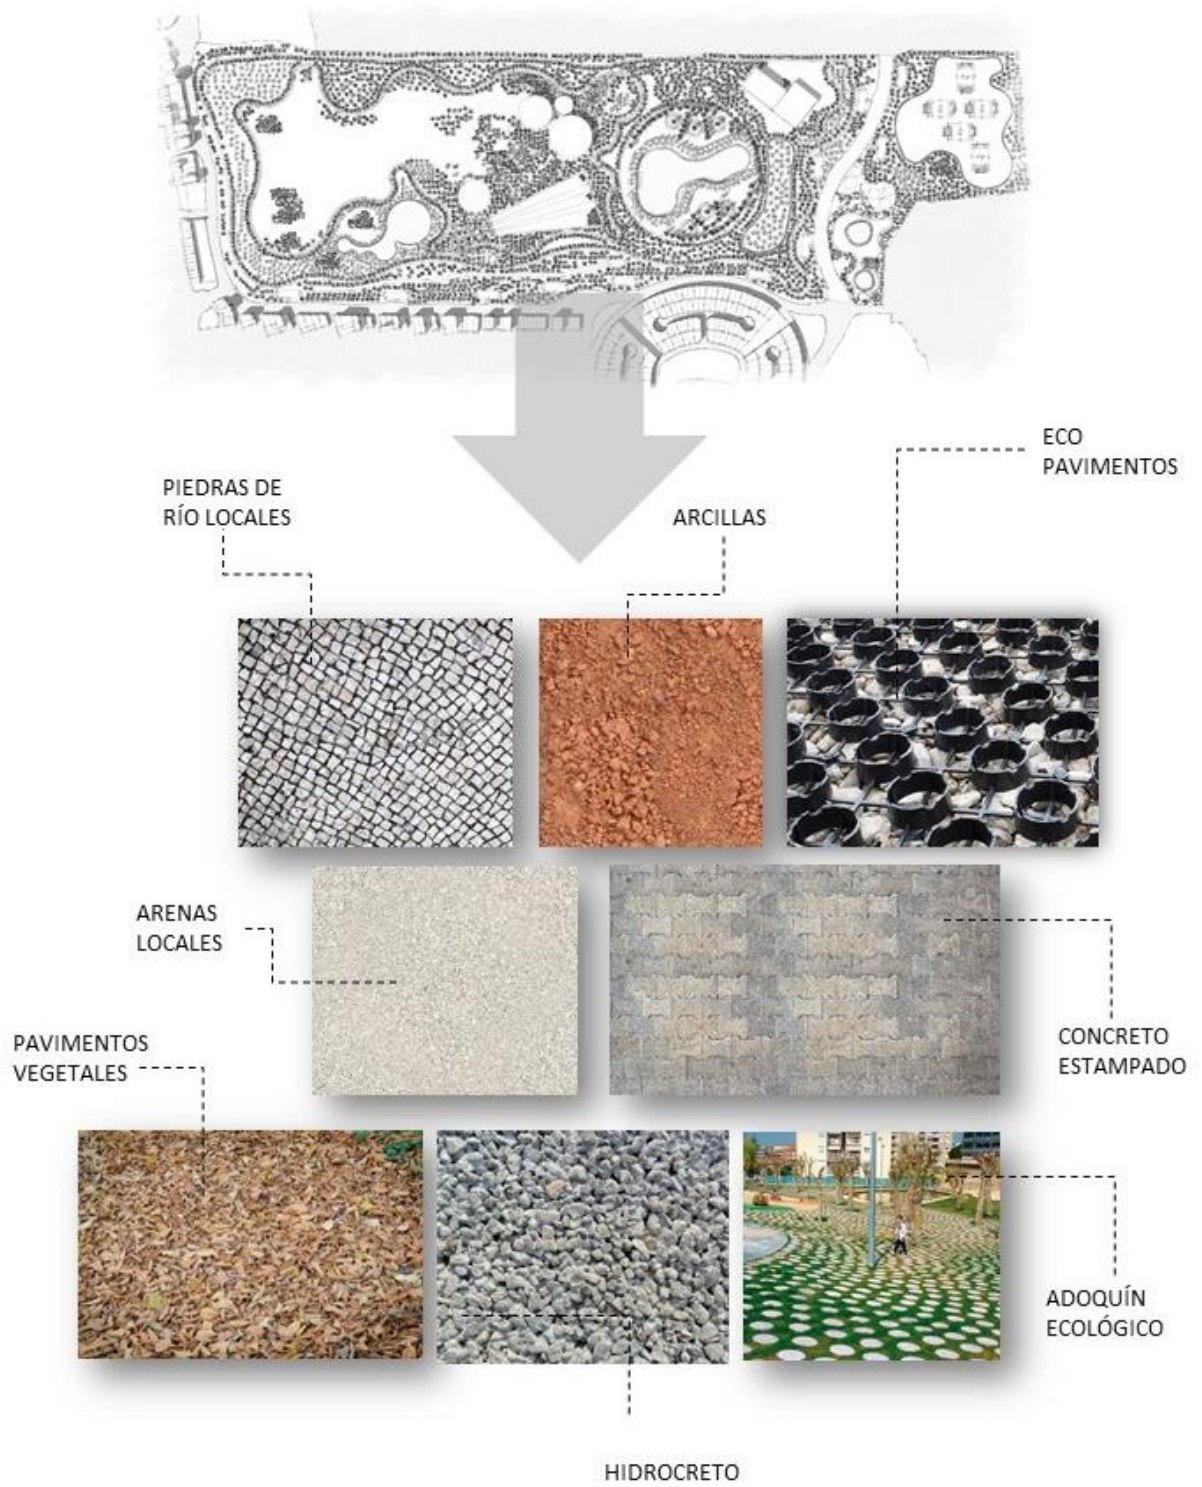 ECO
PAVIMENTOS
PIEDRAS DE
RÍO LOCALES
ARCILLAS
ARENAS
LOCALES
CONCRETO
ESTAMPADO
PAVIMENTOS
VEGETALES
ADOQUÍN
ECOLÓGICO
HIDROCRETO